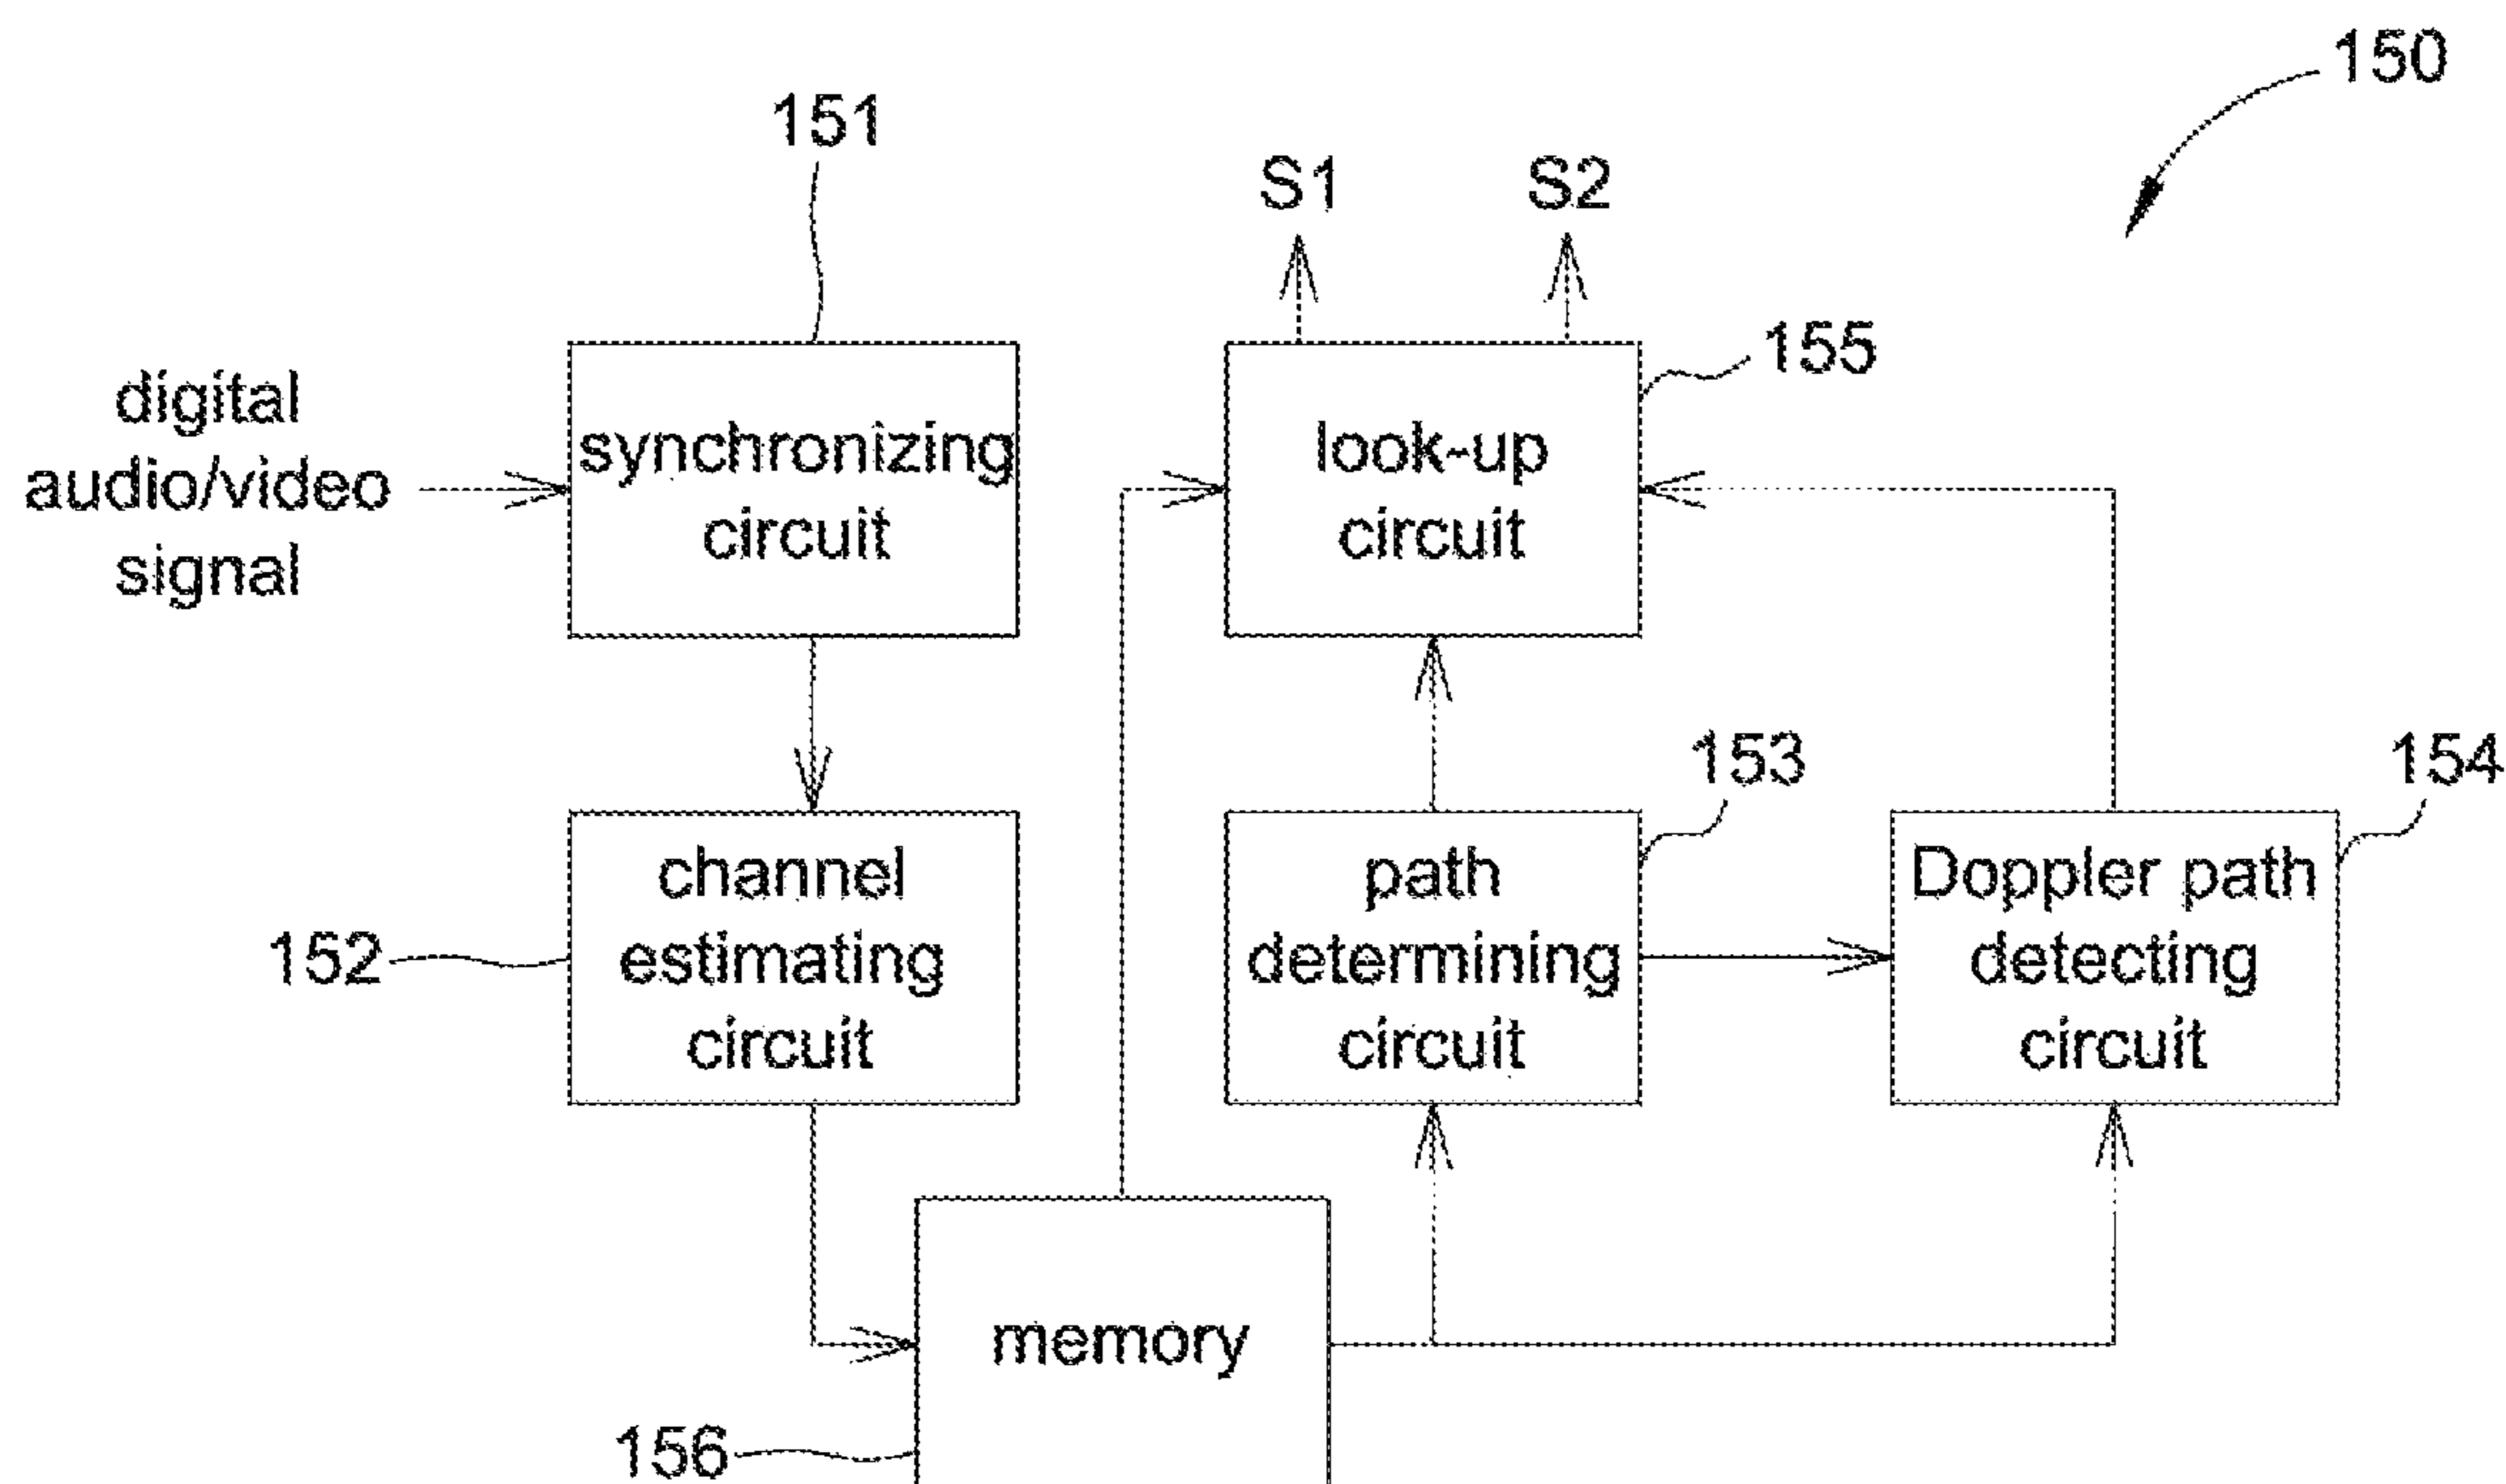 150
151
S1
S2
155
digital
audio/video
signal
synchronizing
circuit
look-up
circuit
153
154
152
channel
estimating
circuit
path
determining
circuit
Doppler path
detecting
circuit
memory
156